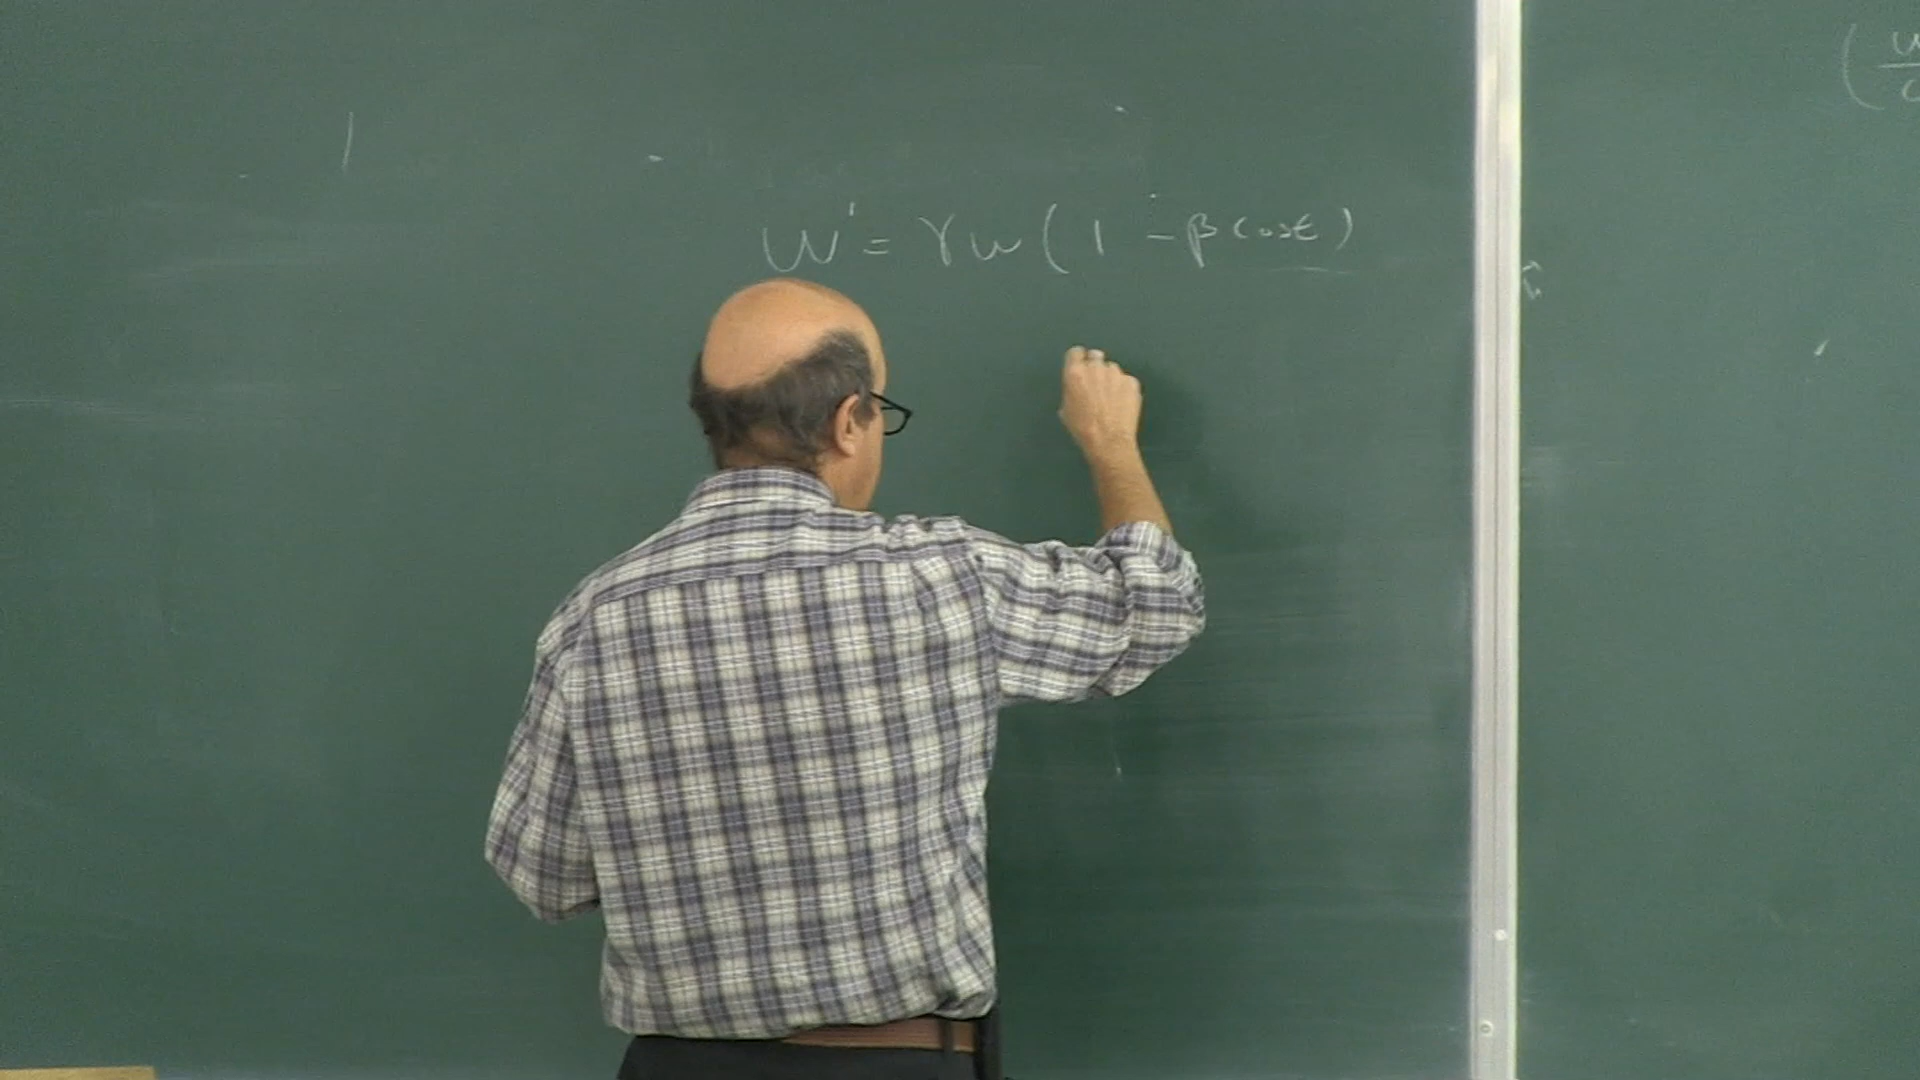 ω' = γω(1 - β cos θ)